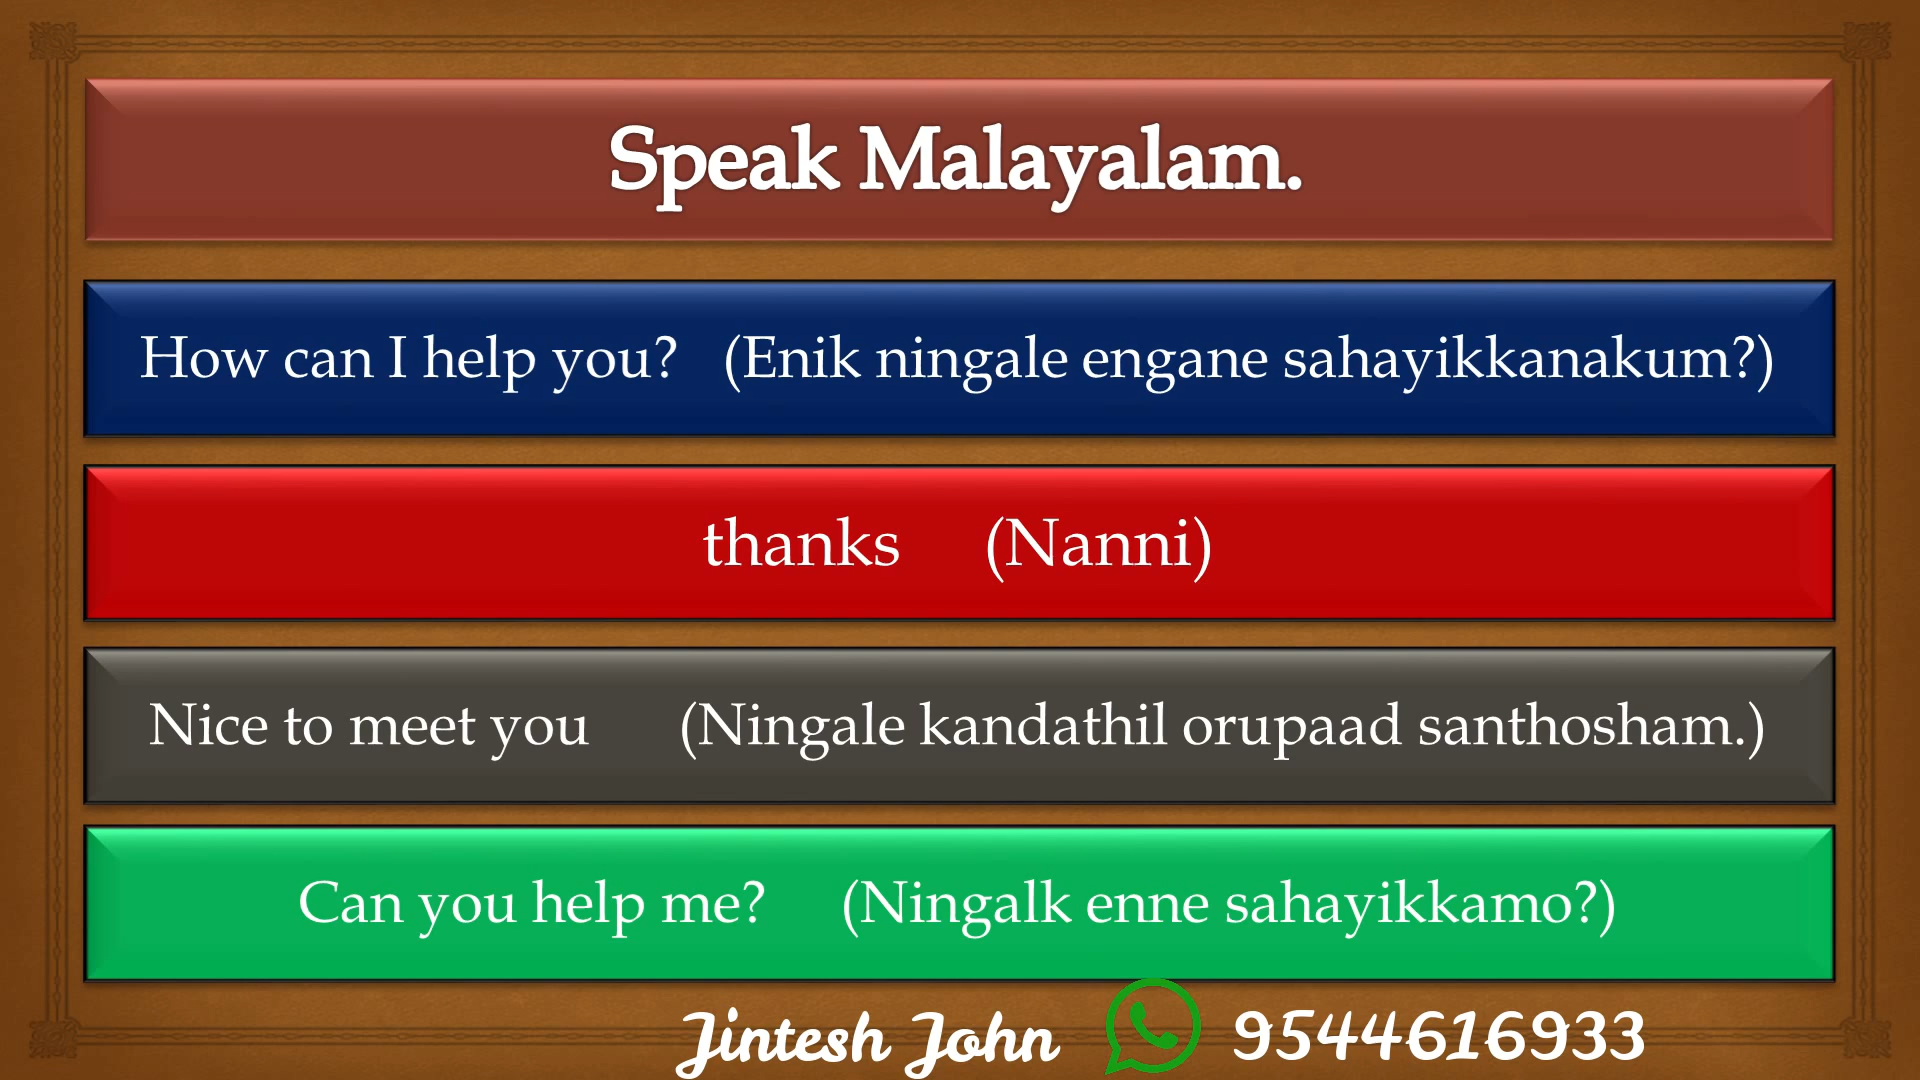 Speak Malayalam.
How can I help you? (Enik ningale engane sahayikkanakum?)
thanks (Nanni)
Nice to meet you (Ningale kandathil orupaad santhosham.)
Can you help me? (Ningalk enne sahayikkamo?)
Jintesh John 9544616933